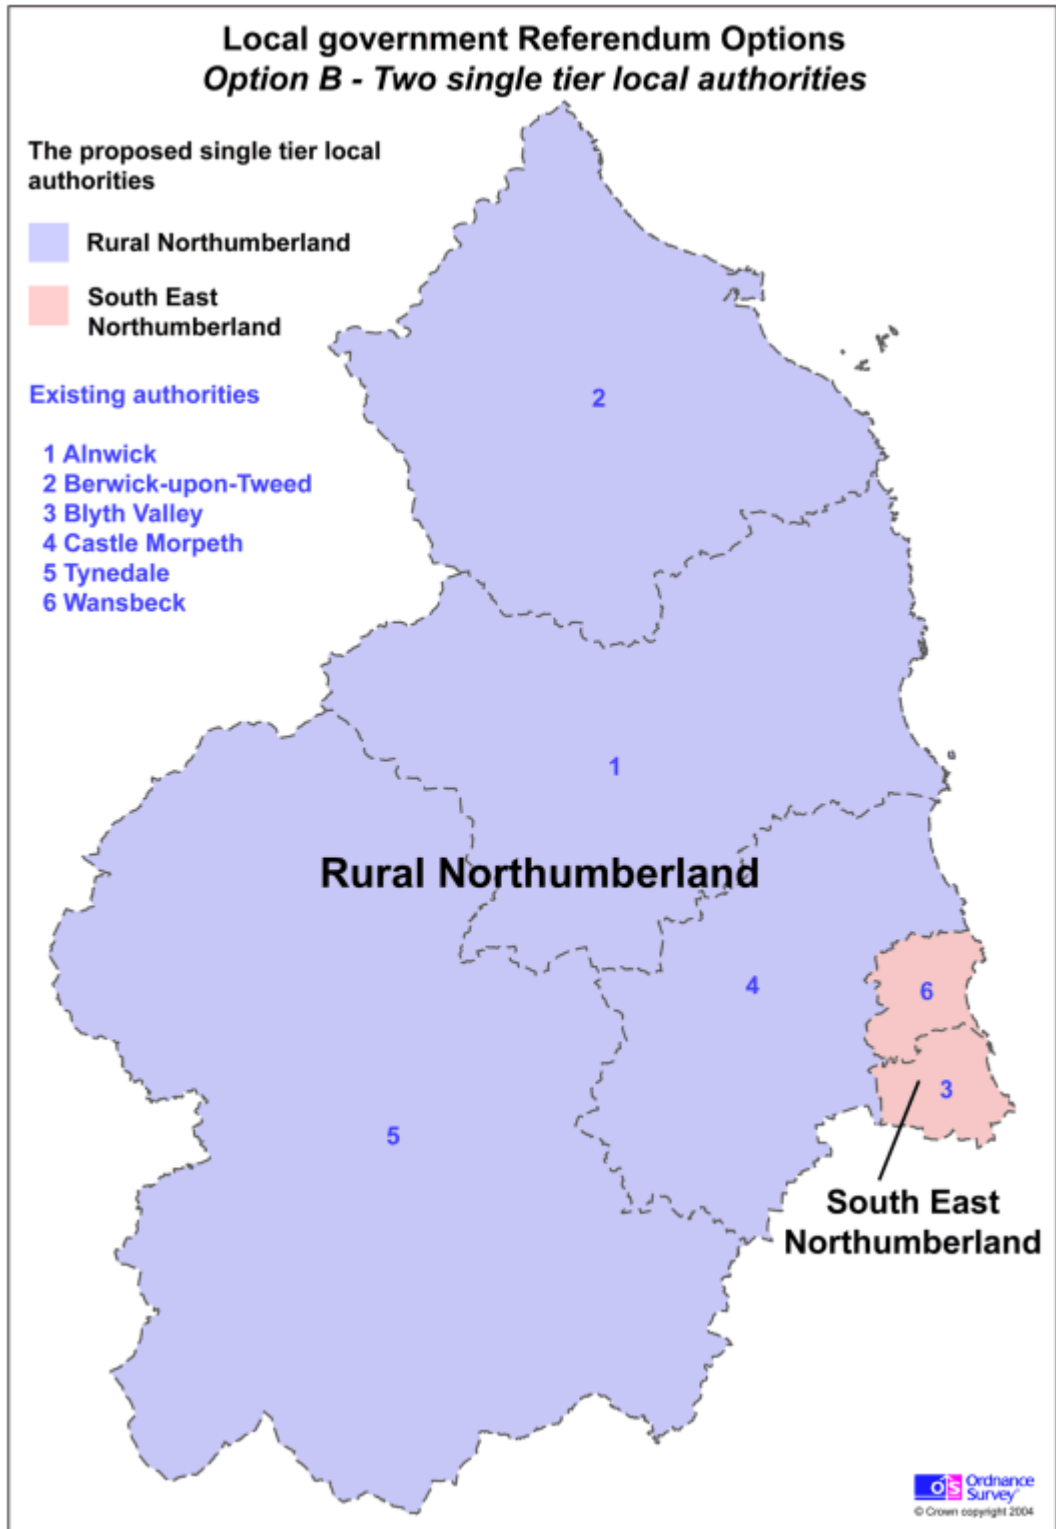 Local government Referendum Options
Option B - Two single tier local authorities
The proposed single tier local
authorities
Rural Northumberland
South East
Northumberland
Existing authorities
1 Alnwick
2 Berwick-upon-Tweed
3 Blyth Valley
4 Castle Morpeth
5 Tynedale
6 Wansbeck
2
1
Rural Northumberland
4
6
3
5
South East
Northumberland
OS Ordnance
Survey®
© Crown copyright 2004